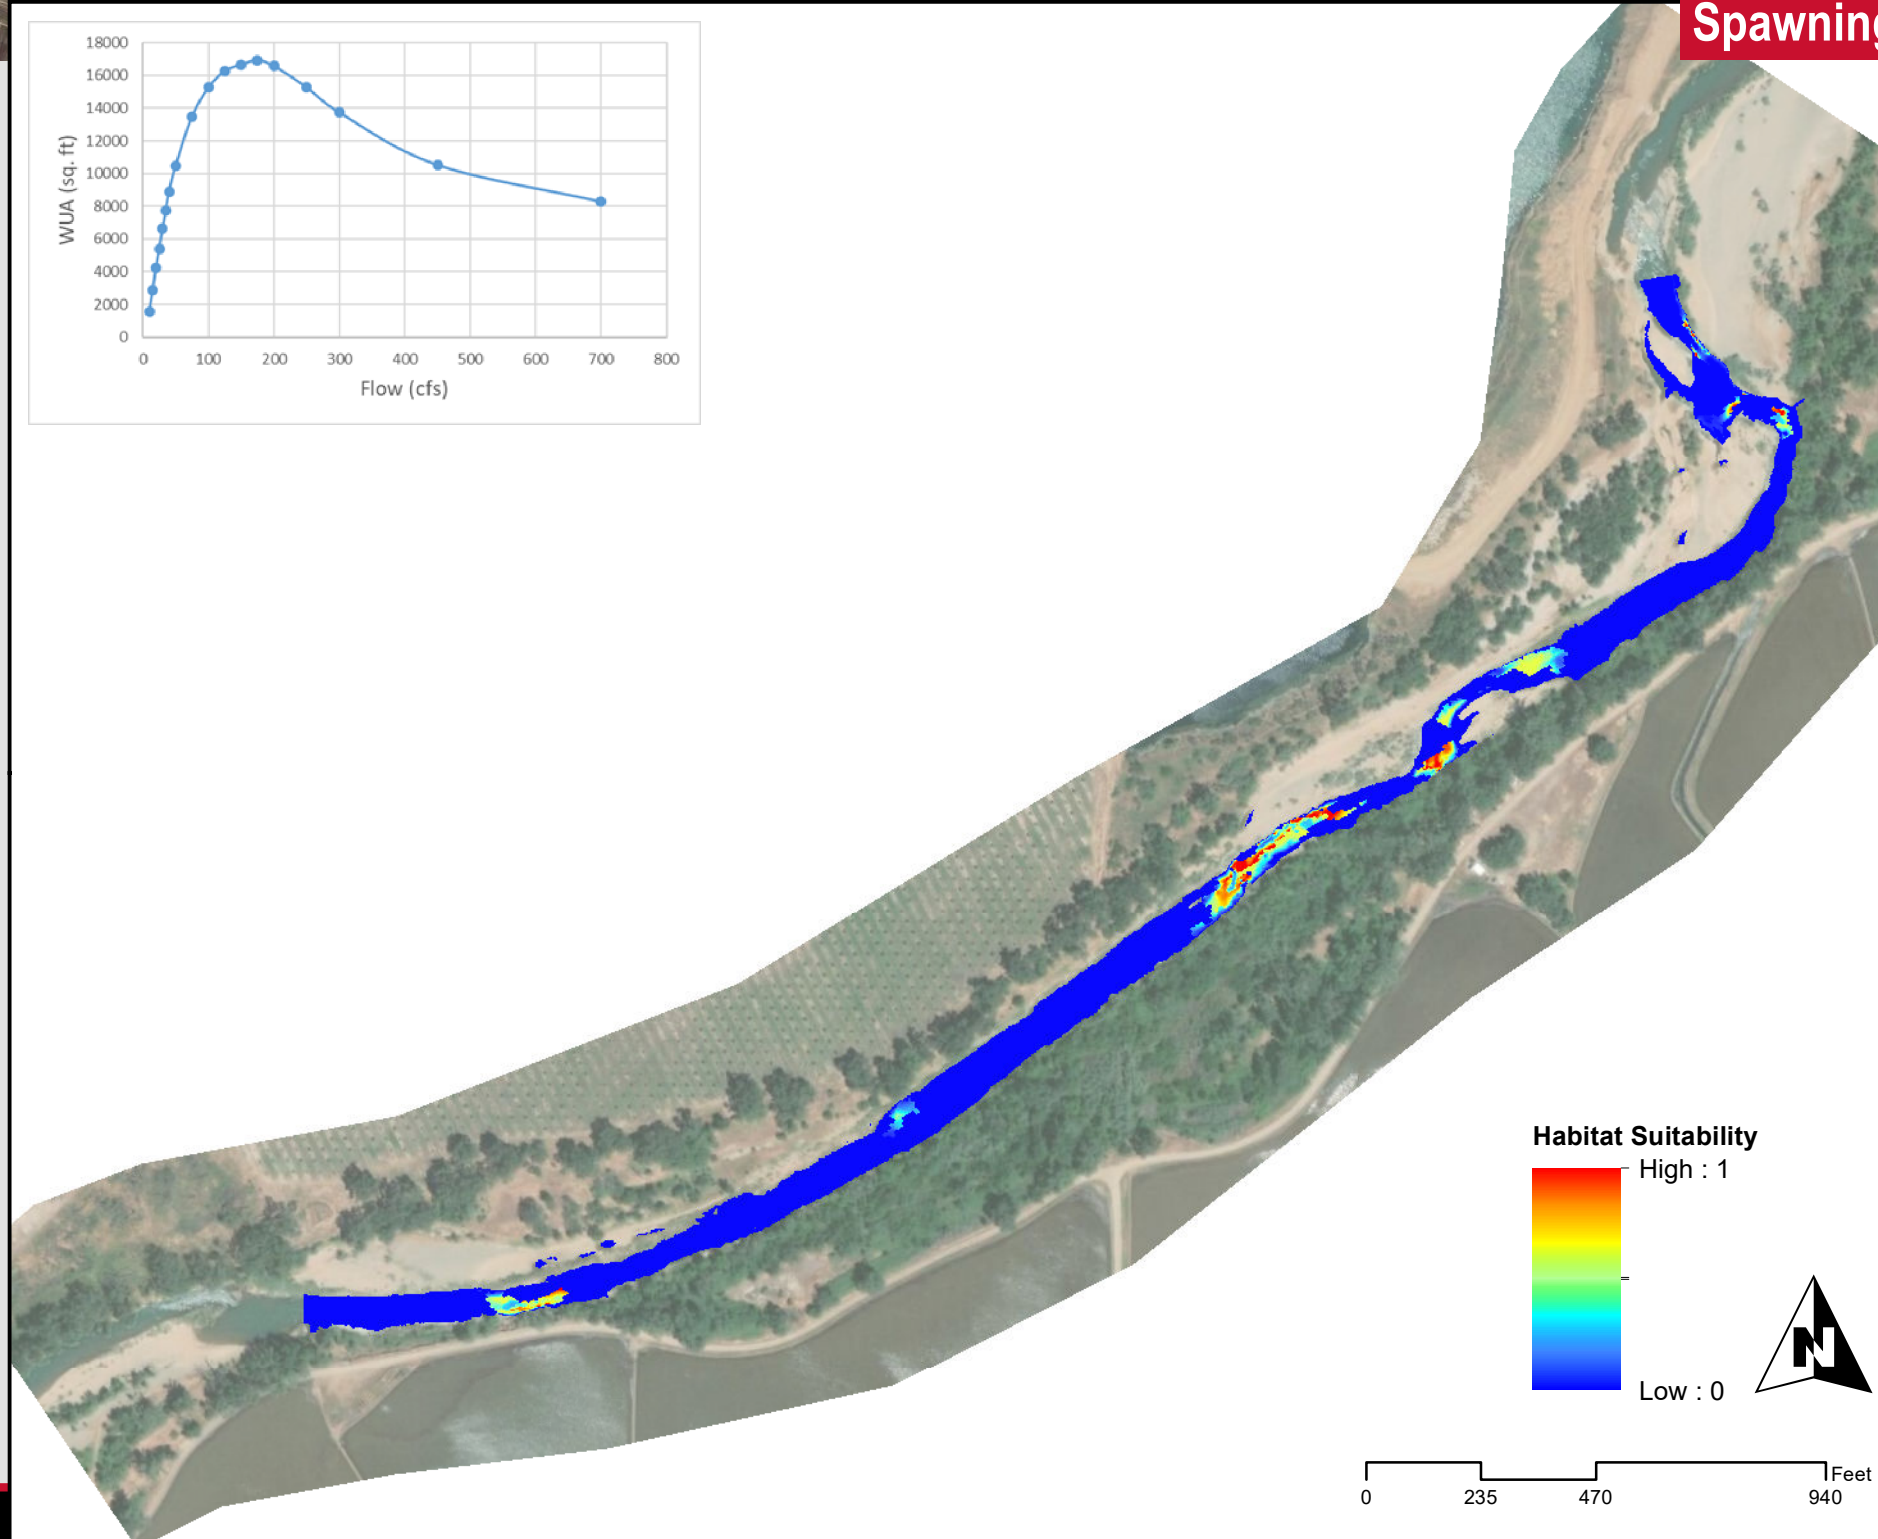 Spawning
18000
16000
14000
12000
10000
8000
6000
4000
2000
0
WUA (sq. ft)
0 100 200 300 400 500 600 700 800
Flow (cfs)
Habitat Suitability
High : 1
Low : 0
N
Feet
0 235 470 940